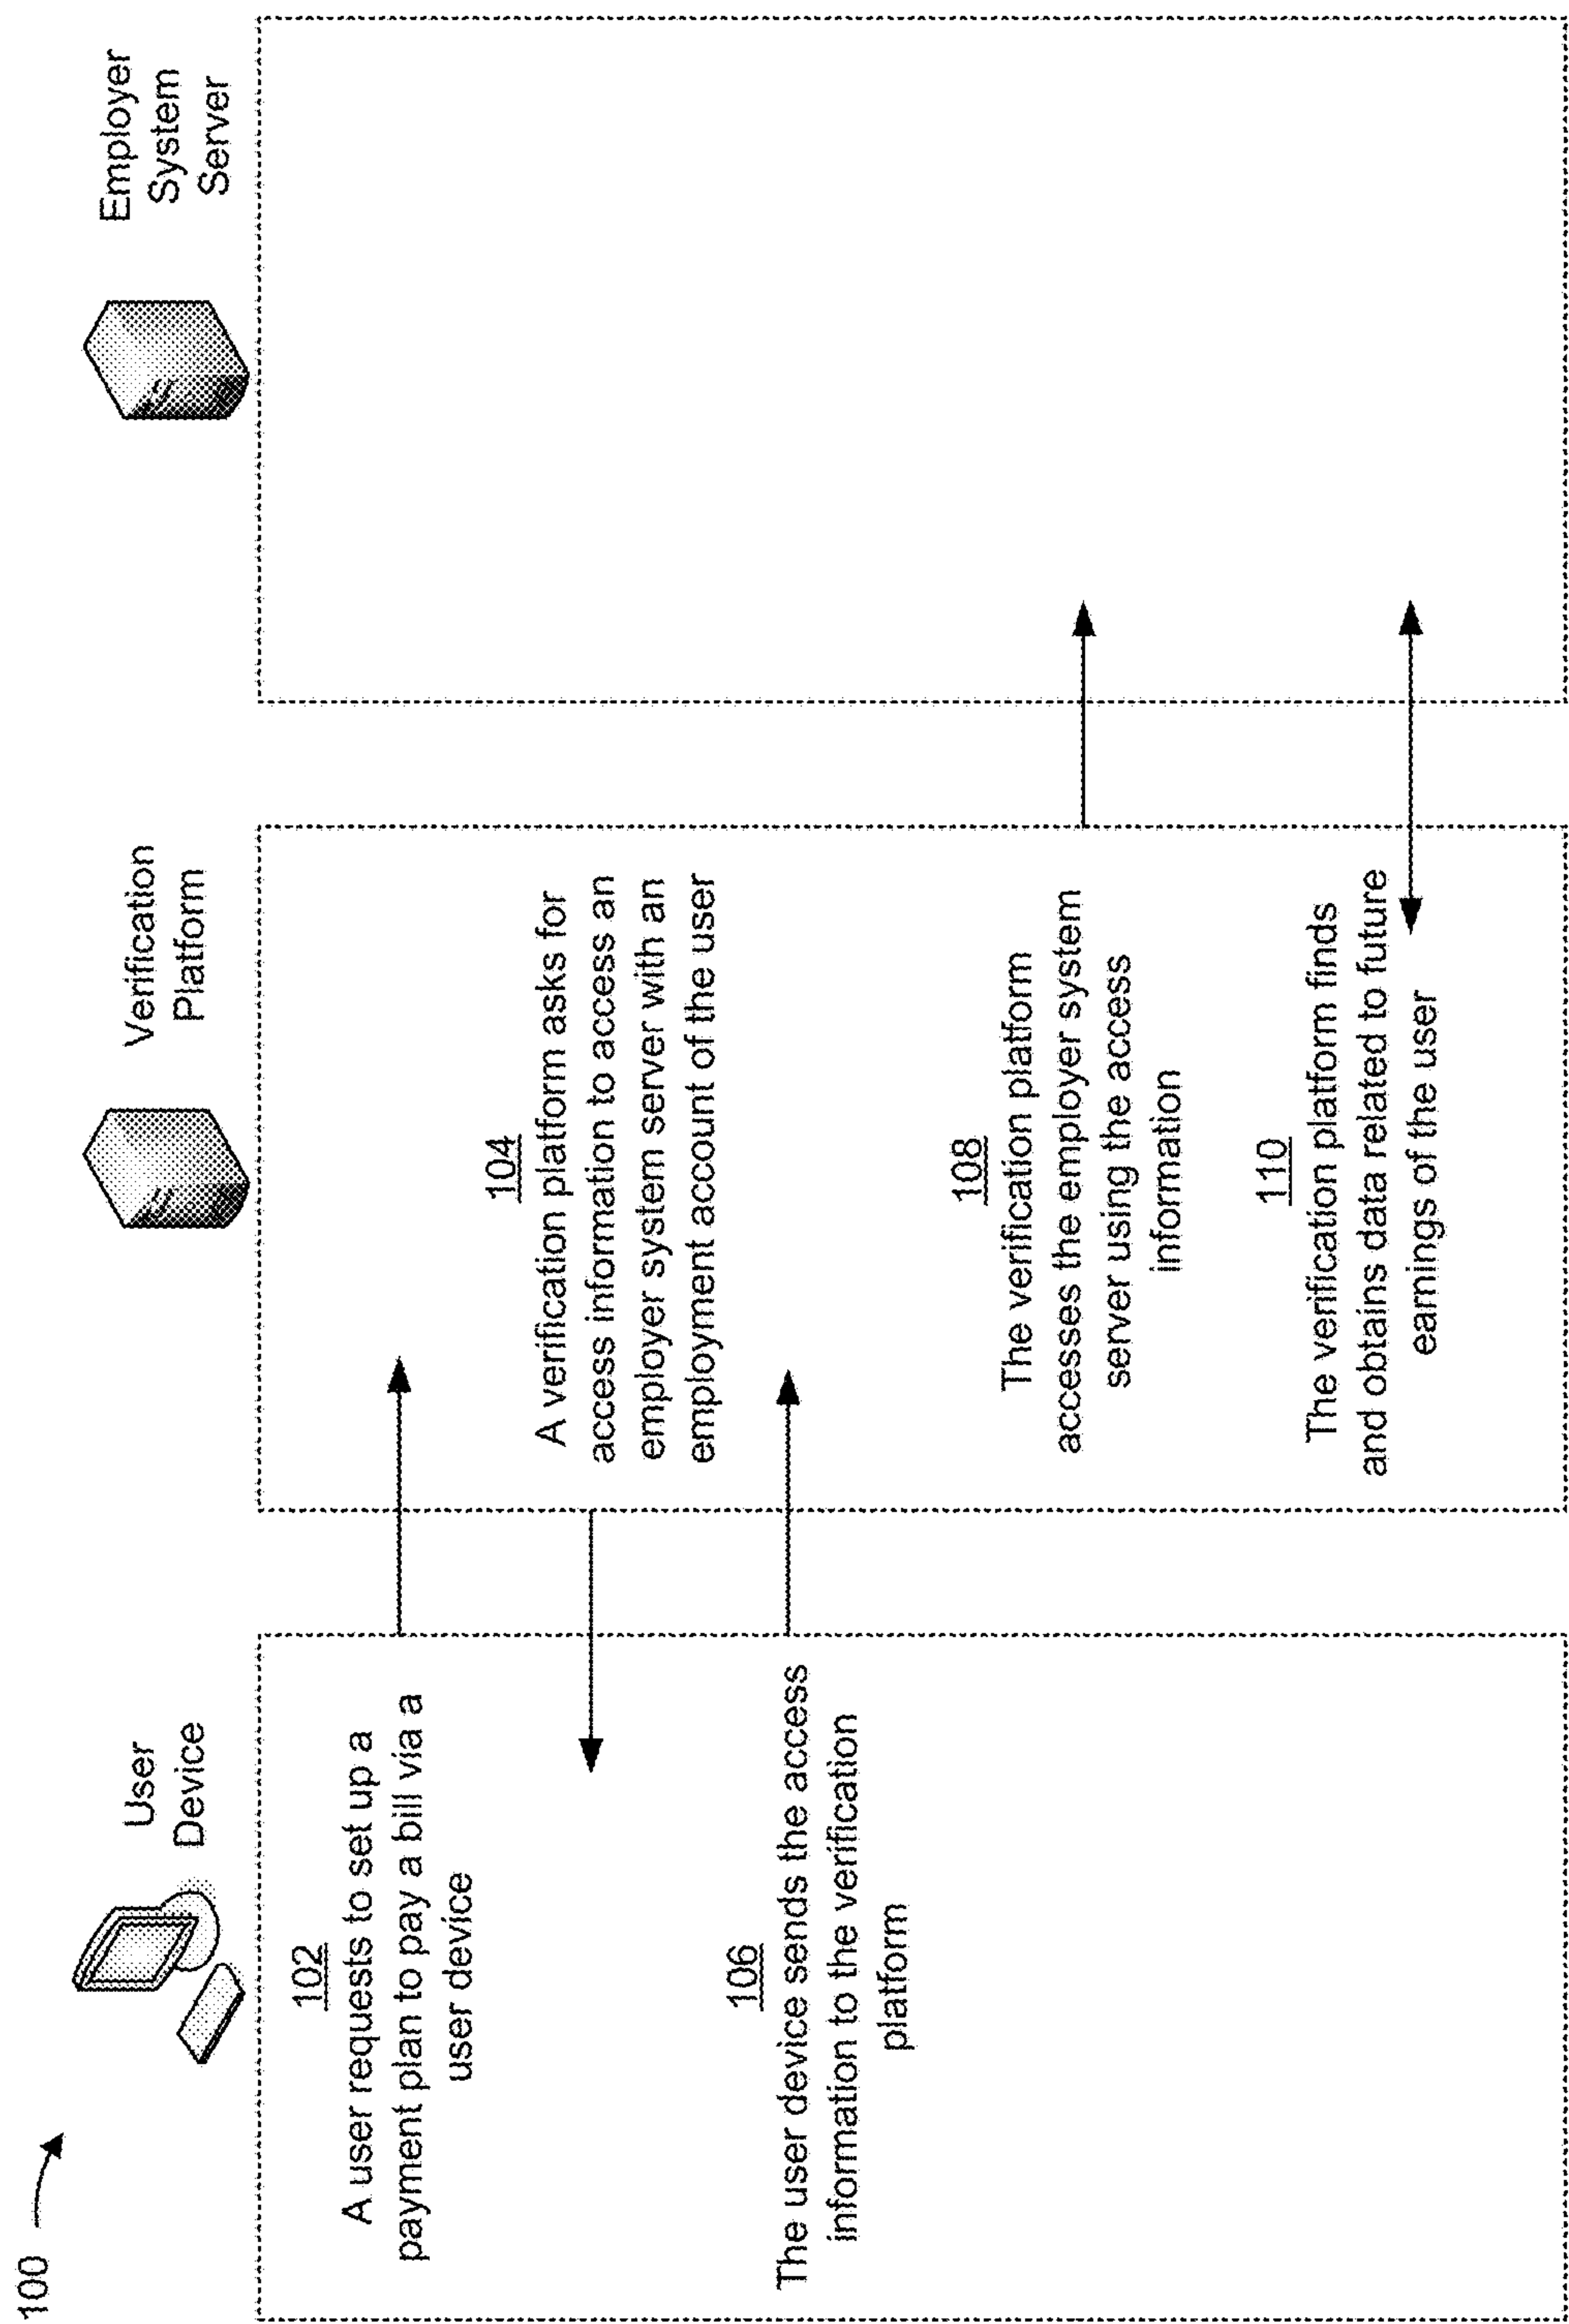 100
User
Device
Verification
Platform
Employer
System
Server
102
A user requests to set up a
payment plan to pay a bill via a
user device
104
A verification platform asks for
access information to access an
employer system server with an
employment account of the user
106
The user device sends the access
information to the verification
platform
108
The verification platform
accesses the employer system
server using the access
information
110
The verification platform finds
and obtains data related to future
earnings of the user